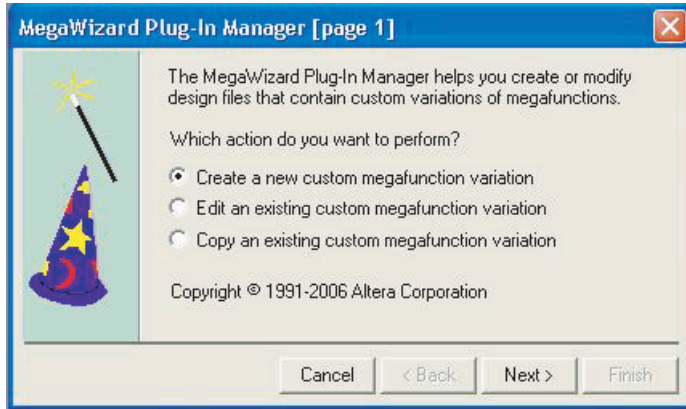 MegaWizard Plug-In Manager [page 1]
The MegaWizard Plug-In Manager helps you create or modify
design files that contain custom variations of megafunctions.
Which action do you want to perform?
Create a new custom megafunction variation
Edit an existing custom megafunction variation
Copy an existing custom megafunction variation
Copyright © 1991-2006 Altera Corporation
Cancel < Back Next > Finish